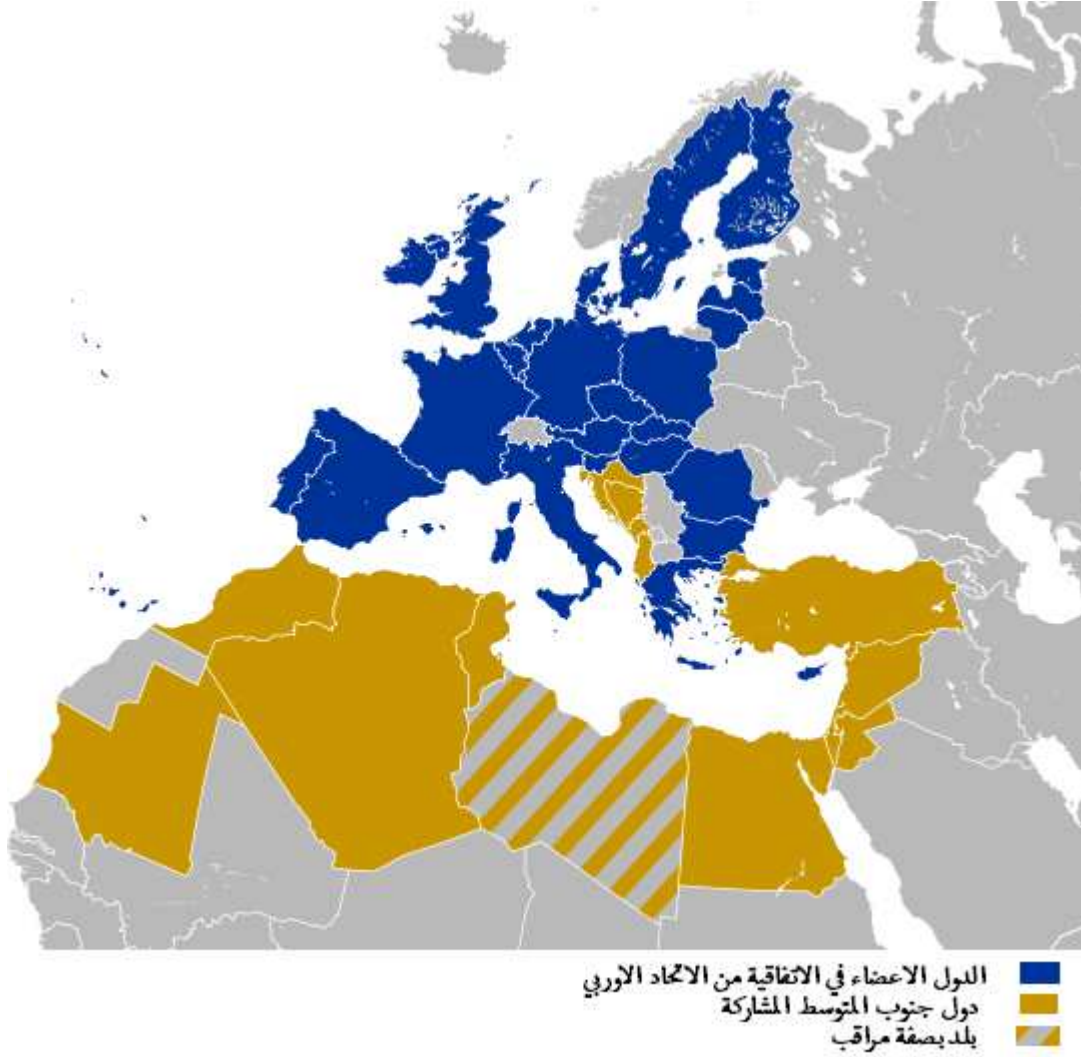 الدول الاعضاء في الاتفاقية من الاتحاد الاوربي
دول جنوب المتوسط المشاركة
بلد بصفة مراقب